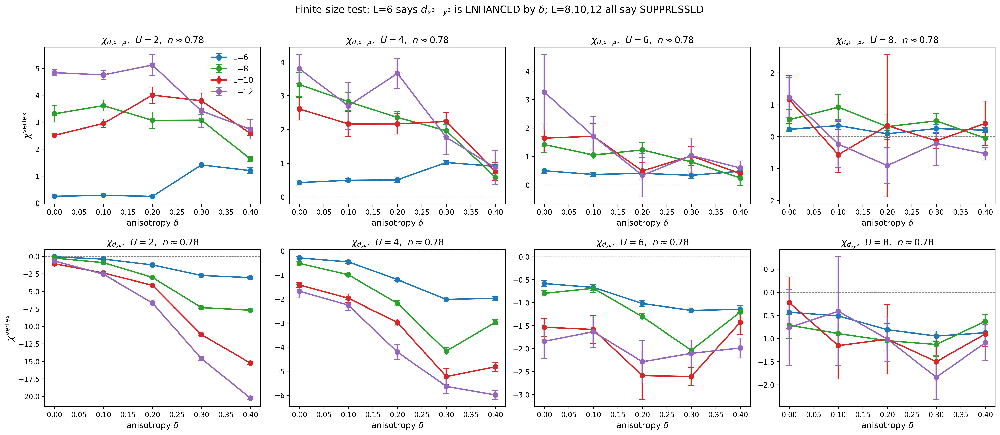 Finite-size test: L=6 says d_{x²−y²} is ENHANCED by δ; L=8,10,12 all say SUPPRESSED
χ_{d_{x²−y²}}, U = 2, n ≈ 0.78
χ_{d_{x²−y²}}, U = 4, n ≈ 0.78
χ_{d_{x²−y²}}, U = 6, n ≈ 0.78
χ_{d_{x²−y²}}, U = 8, n ≈ 0.78
χ^{vertex}
5
4
3
2
1
0
L=6
L=8
L=10
L=12
0.00 0.05 0.10 0.15 0.20 0.25 0.30 0.35 0.40
anisotropy δ
4
3
2
1
0
0.00 0.05 0.10 0.15 0.20 0.25 0.30 0.35 0.40
anisotropy δ
4
3
2
1
0
0.00 0.05 0.10 0.15 0.20 0.25 0.30 0.35 0.40
anisotropy δ
2
1
0
−1
−2
0.00 0.05 0.10 0.15 0.20 0.25 0.30 0.35 0.40
anisotropy δ
χ_{d_{xy}}, U = 2, n ≈ 0.78
χ_{d_{xy}}, U = 4, n ≈ 0.78
χ_{d_{xy}}, U = 6, n ≈ 0.78
χ_{d_{xy}}, U = 8, n ≈ 0.78
χ^{vertex}
0.0
−2.5
−5.0
−7.5
−10.0
−12.5
−15.0
−17.5
−20.0
0.00 0.05 0.10 0.15 0.20 0.25 0.30 0.35 0.40
anisotropy δ
0
−1
−2
−3
−4
−5
−6
0.00 0.05 0.10 0.15 0.20 0.25 0.30 0.35 0.40
anisotropy δ
0.0
−0.5
−1.0
−1.5
−2.0
−2.5
−3.0
0.00 0.05 0.10 0.15 0.20 0.25 0.30 0.35 0.40
anisotropy δ
0.5
0.0
−0.5
−1.0
−1.5
−2.0
0.00 0.05 0.10 0.15 0.20 0.25 0.30 0.35 0.40
anisotropy δ